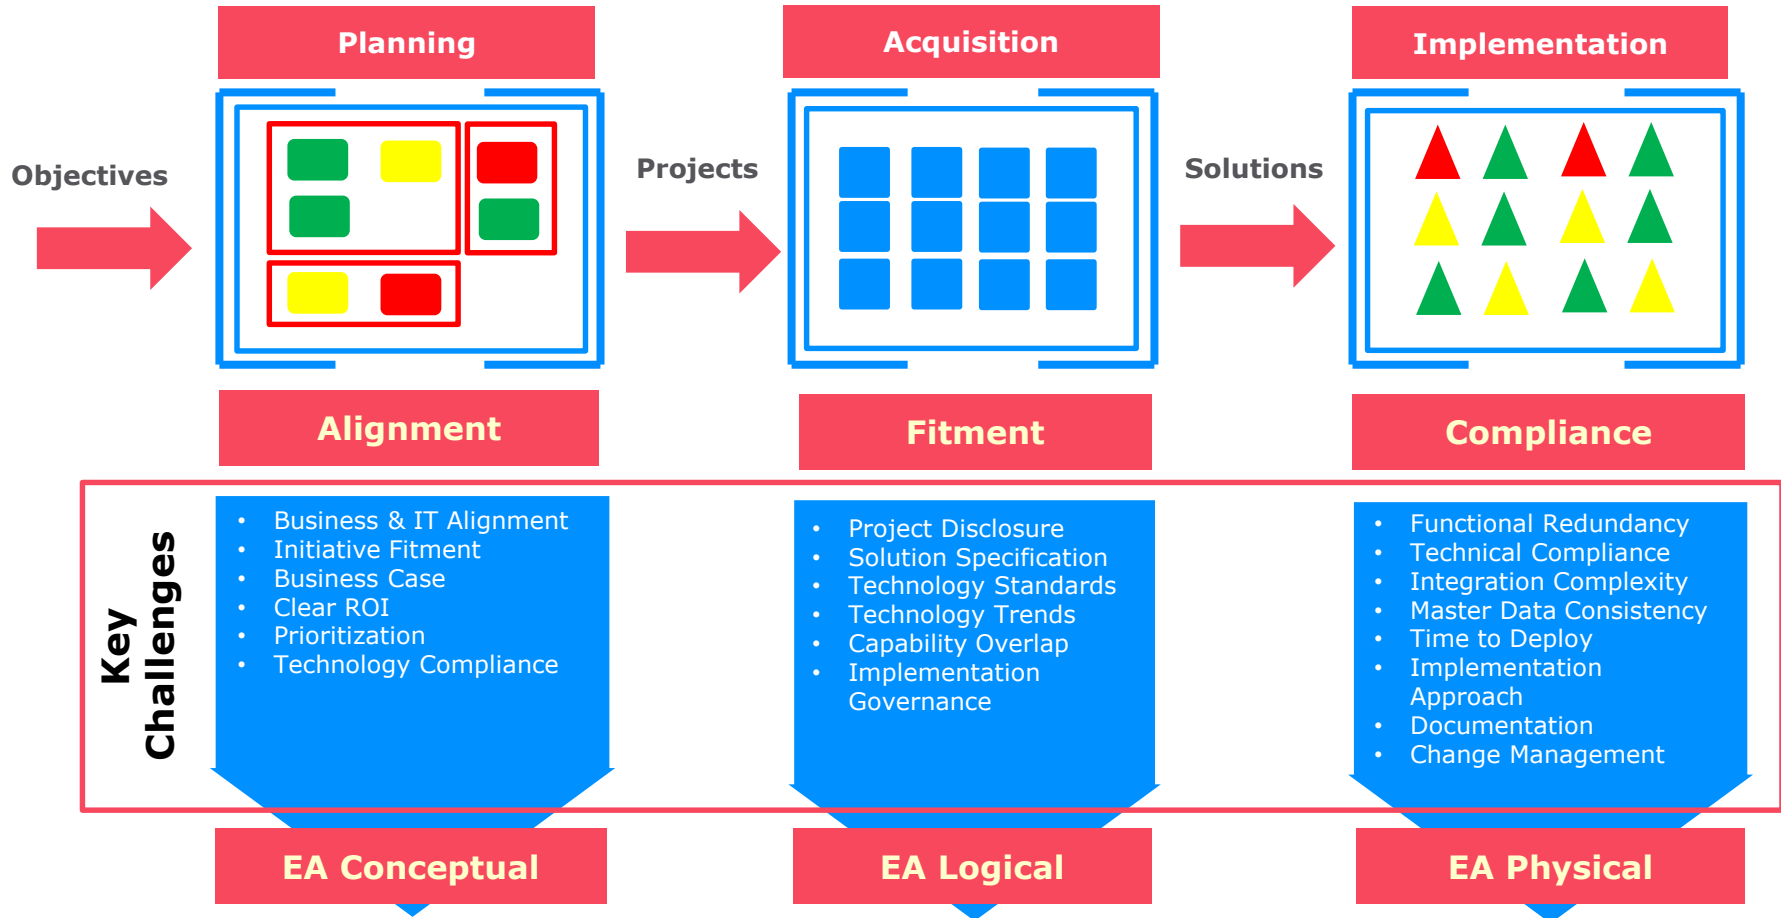 Planning
Acquisition
Implementation
Objectives
Projects
Solutions
Alignment
Fitment
Compliance
Key
Challenges
• Business & IT Alignment
• Initiative Fitment
• Business Case
• Clear ROI
• Prioritization
• Technology Compliance
• Project Disclosure
• Solution Specification
• Technology Standards
• Technology Trends
• Capability Overlap
• Implementation
Governance
• Functional Redundancy
• Technical Compliance
• Integration Complexity
• Master Data Consistency
• Time to Deploy
• Implementation
Approach
• Documentation
• Change Management
EA Conceptual
EA Logical
EA Physical